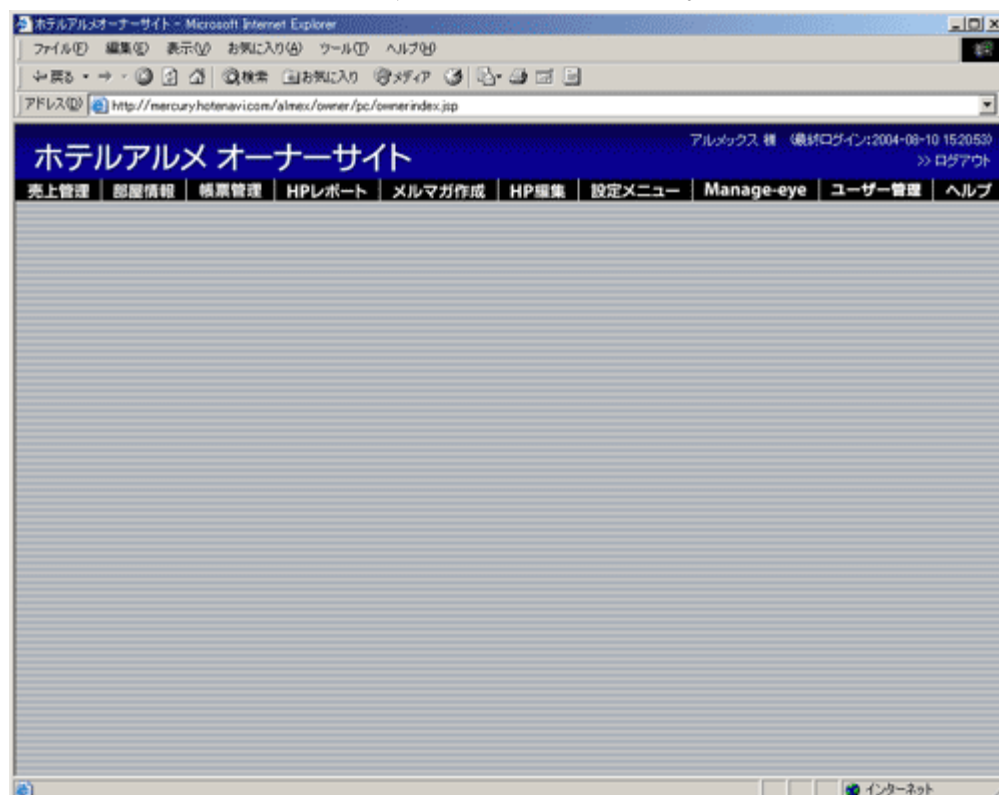 ホテルアルメオーナーサイト - Microsoft Internet Explorer
ファイル(F) 編集(E) 表示(V) お気に入り(A) ツール(T) ヘルプ(H)
戻る 検索 お気に入り メディア
アドレス(D) http://mercury.hotenavi.com/almex/owner/pc/ownerindex.jsp
アルメックス 様 (最終ログイン:2004-08-10 15:20:53)
ホテルアルメ オーナーサイト
>> ログアウト
売上管理 部屋情報 帳票管理 HPレポート メルマガ作成 HP編集 設定メニュー Manage-eye ユーザー管理 ヘルプ
インターネット